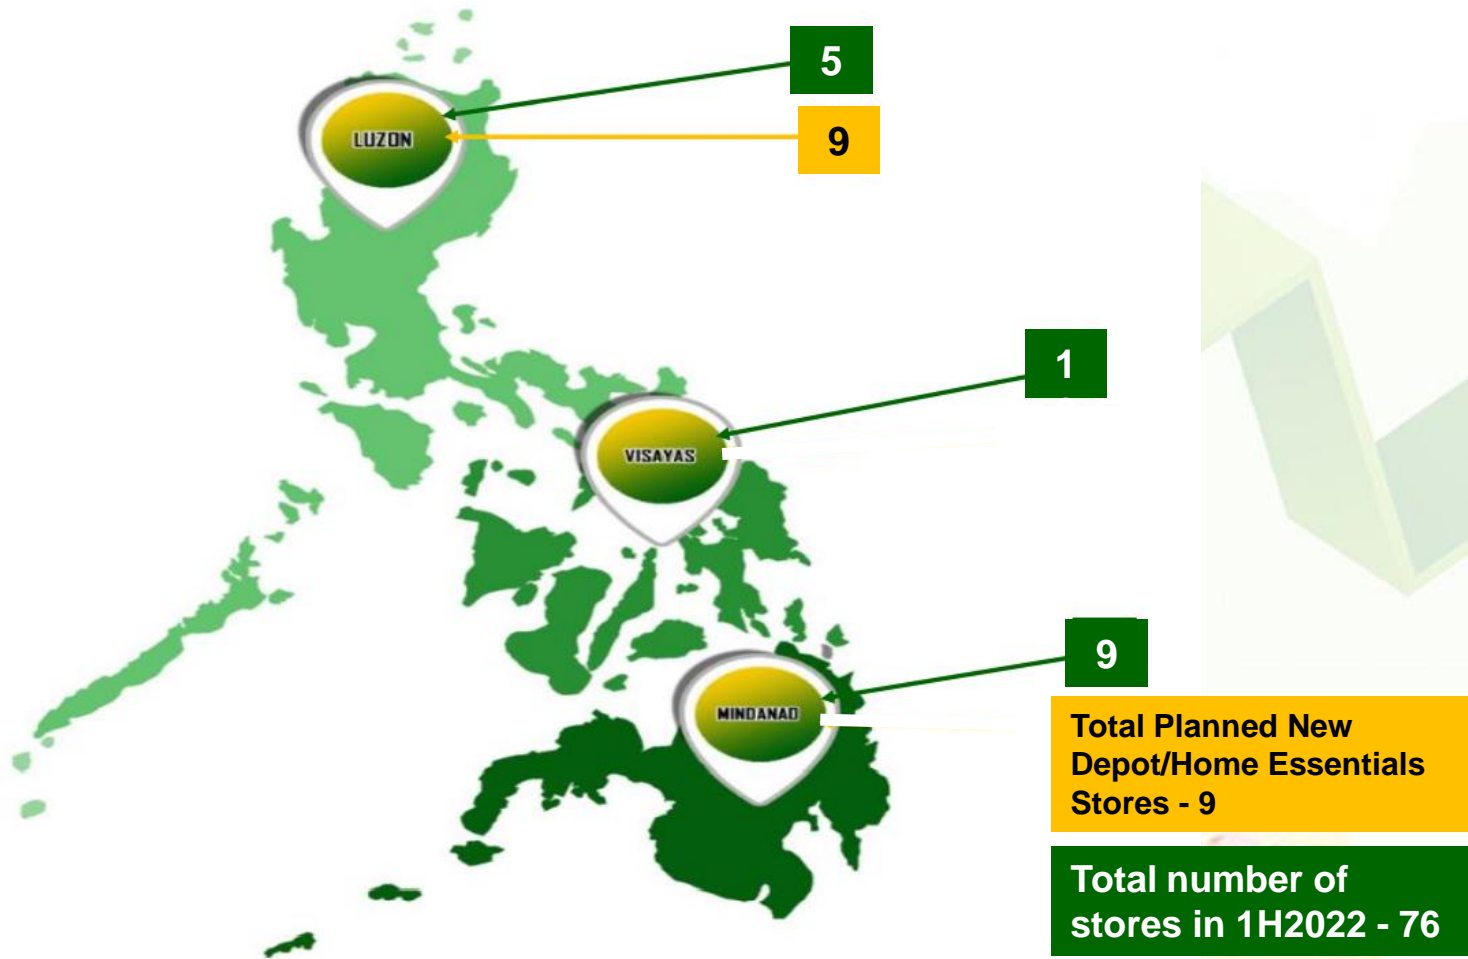 5
LUZON
9
1
VISAYAS
9
MINDANAO
Total Planned New
Depot/Home Essentials
Stores - 9
Total number of
stores in 1H2022 - 76